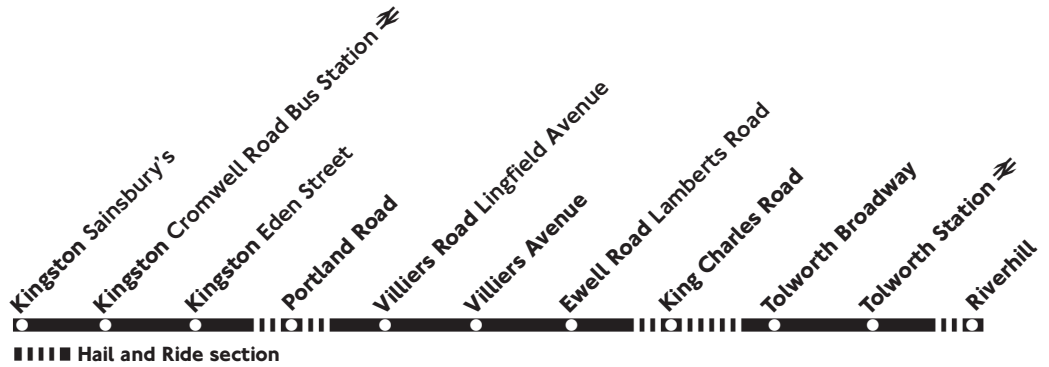 Kingston Sainsbury's
Kingston Cromwell Road Bus Station
Kingston Eden Street
Portland Road
Villiers Road Lingfield Avenue
Villiers Avenue
Ewell Road Lamberts Road
King Charles Road
Tolworth Broadway
Tolworth Station
Riverhill
Hail and Ride section